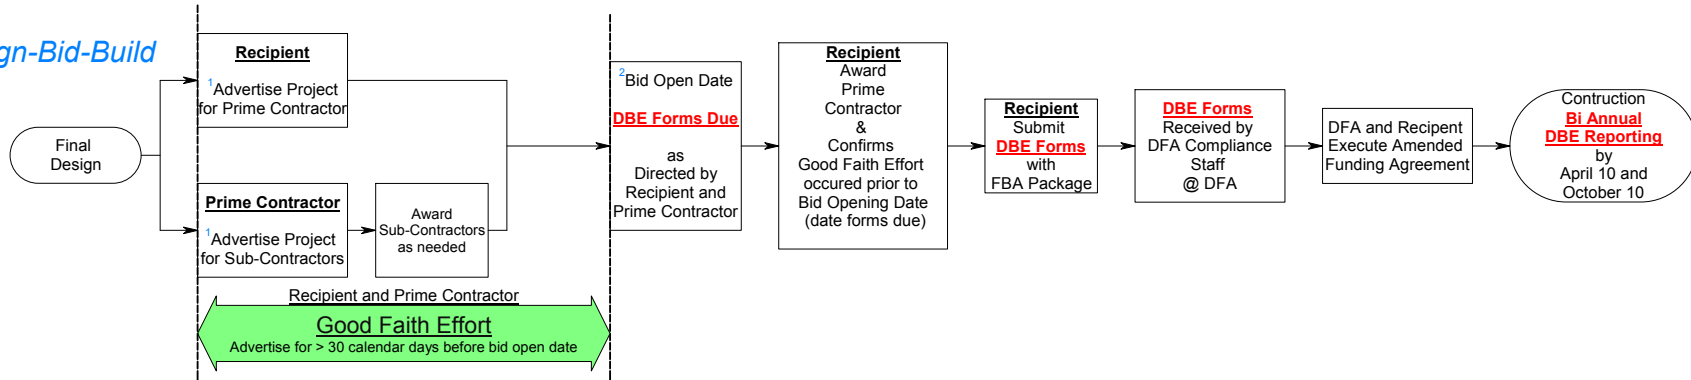 gn-Bid-Build
Final
Design
Recipient
1Advertise Project
for Prime Contractor
Prime Contractor
1Advertise Project
for Sub-Contractors
Award
Sub-Contractors
as needed
Recipient and Prime Contractor
Good Faith Effort
Advertise for > 30 calendar days before bid open date
2Bid Open Date
DBE Forms Due
as
Directed by
Recipient and
Prime Contractor
Recipient
Award
Prime
Contractor
&
Confirms
Good Faith Effort
occured prior to
Bid Opening Date
(date forms due)
Recipient
Submit
DBE Forms
with
FBA Package
DBE Forms
Received by
DFA Compliance
Staff
@ DFA
DFA and Recipent
Execute Amended
Funding Agreement
Contruction
Bi Annual
DBE Reporting
by
April 10 and
October 10